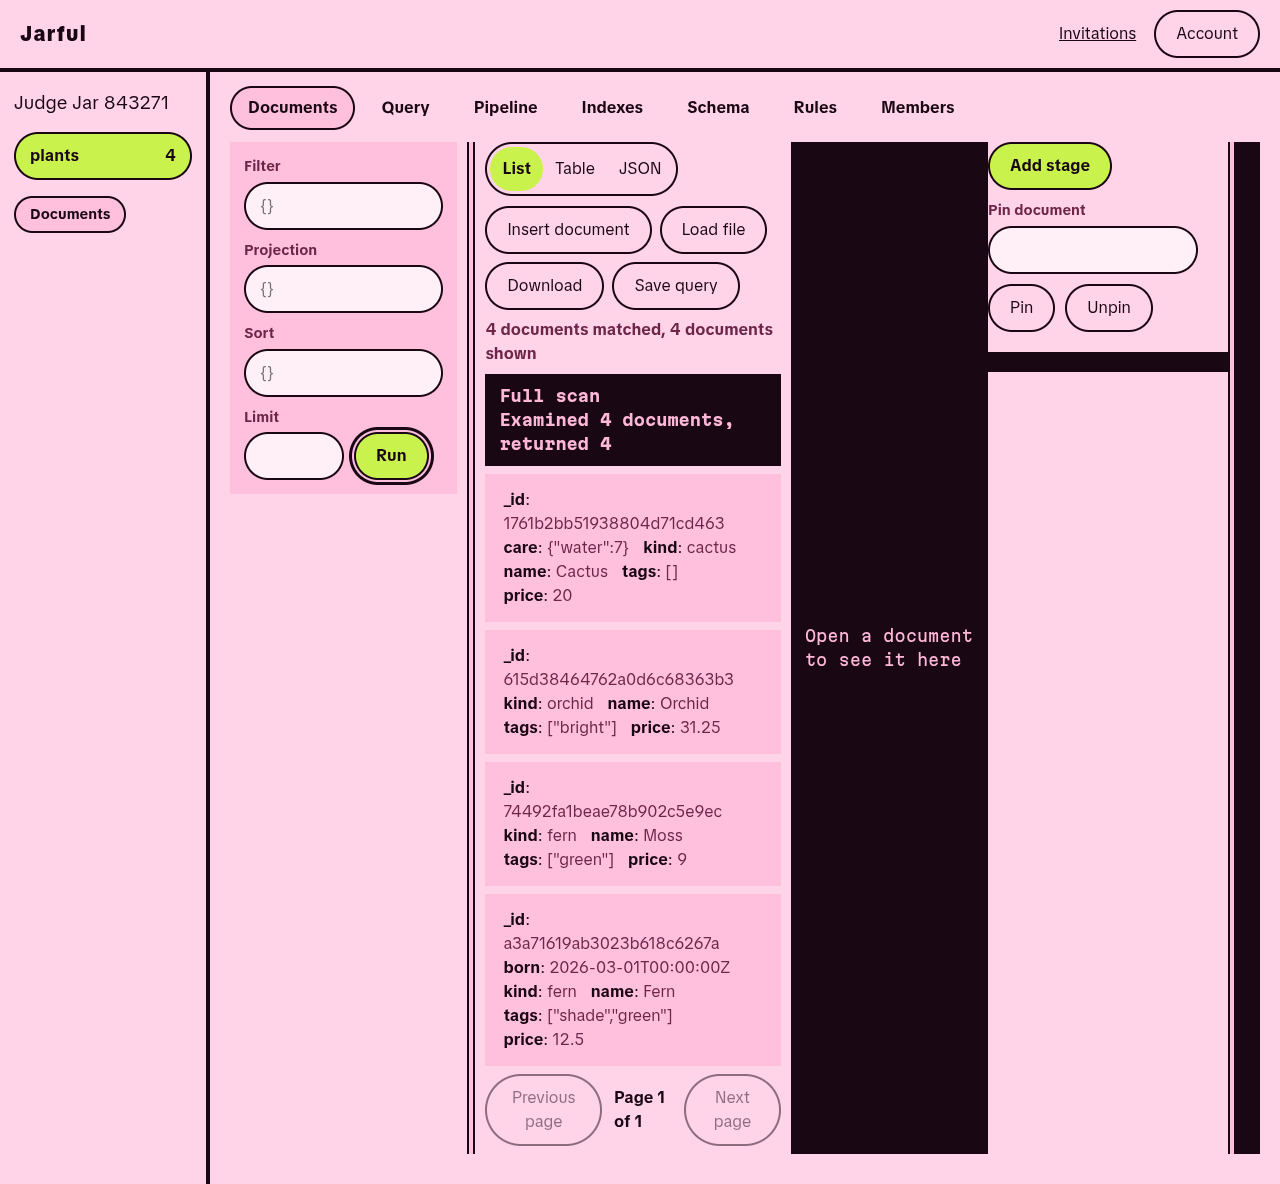 Jarful
Invitations
Account
Judge Jar 843271
plants 4
Documents
Documents
Query
Pipeline
Indexes
Schema
Rules
Members
Filter
{}
Projection
{}
Sort
{}
Limit
Run
List
Table
JSON
Insert document
Load file
Download
Save query
4 documents matched, 4 documents
shown
Full scan
Examined 4 documents,
returned 4
_id:
1761b2bb51938804d71cd463
care: {"water":7} kind: cactus
name: Cactus tags: []
price: 20
_id:
615d38464762a0d6c68363b3
kind: orchid name: Orchid
tags: ["bright"] price: 31.25
_id:
74492fa1beae78b902c5e9ec
kind: fern name: Moss
tags: ["green"] price: 9
_id:
a3a71619ab3023b618c6267a
born: 2026-03-01T00:00:00Z
kind: fern name: Fern
tags: ["shade","green"]
price: 12.5
Previous
page
Page 1
of 1
Next
page
Open a document
to see it here
Add stage
Pin document
Pin
Unpin